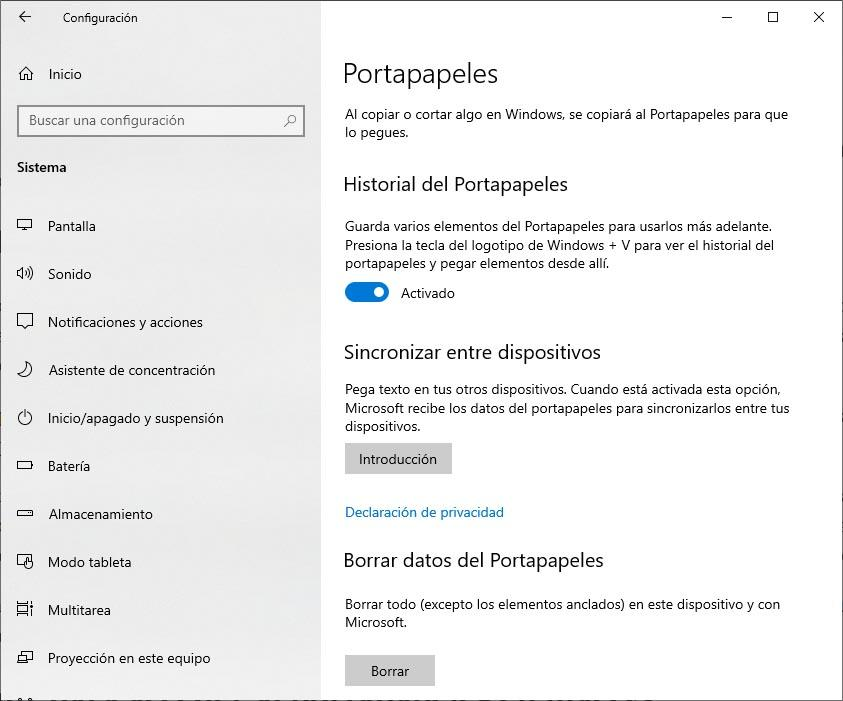 Configuración
Inicio
Buscar una configuración
Sistema
Pantalla
Sonido
Notificaciones y acciones
Asistente de concentración
Inicio/apagado y suspensión
Batería
Almacenamiento
Modo tableta
Multitarea
Proyección en este equipo
Portapapeles
Al copiar o cortar algo en Windows, se copiará al Portapapeles para que
lo pegues.
Historial del Portapapeles
Guarda varios elementos del Portapapeles para usarlos más adelante.
Presiona la tecla del logotipo de Windows + V para ver el historial del
portapapeles y pegar elementos desde allí.
Activado
Sincronizar entre dispositivos
Pega texto en tus otros dispositivos. Cuando está activada esta opción,
Microsoft recibe los datos del portapapeles para sincronizarlos entre tus
dispositivos.
Introducción
Declaración de privacidad
Borrar datos del Portapapeles
Borrar todo (excepto los elementos anclados) en este dispositivo y con
Microsoft.
Borrar